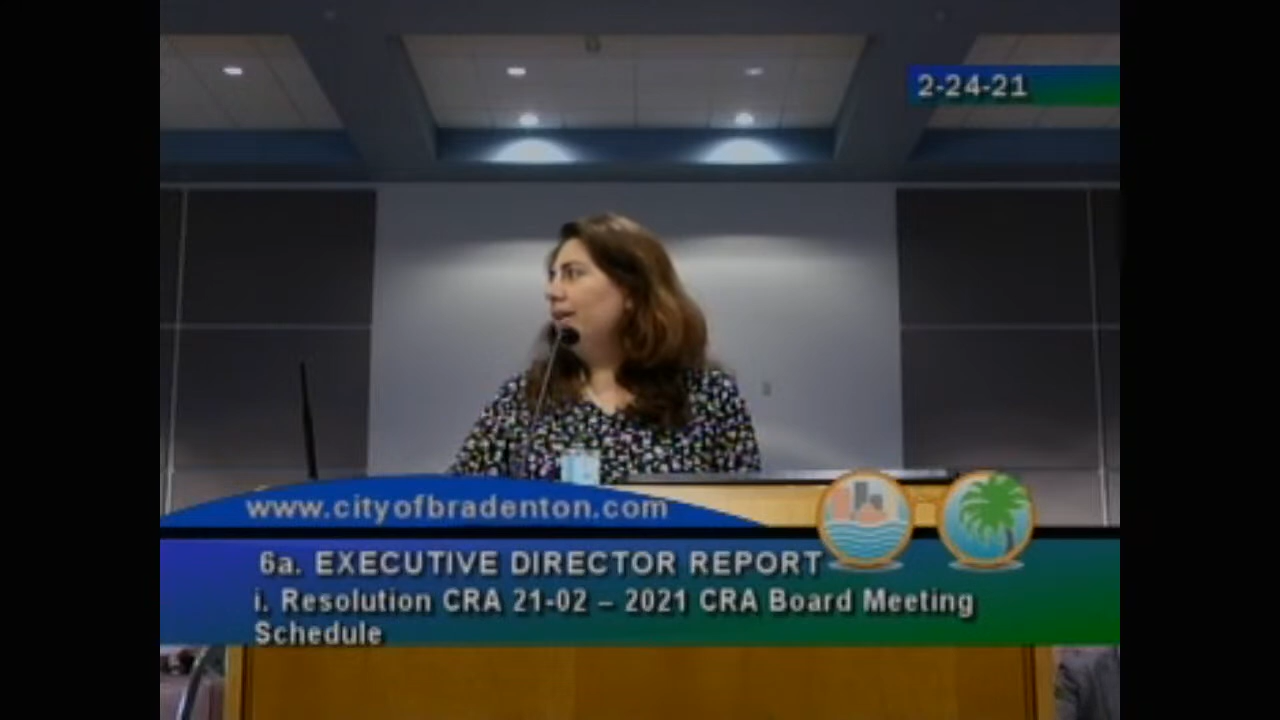 2-24-21
www.cityofbradenton.com
6a. EXECUTIVE DIRECTOR REPORT
i. Resolution CRA 21-02 – 2021 CRA Board Meeting
Schedule